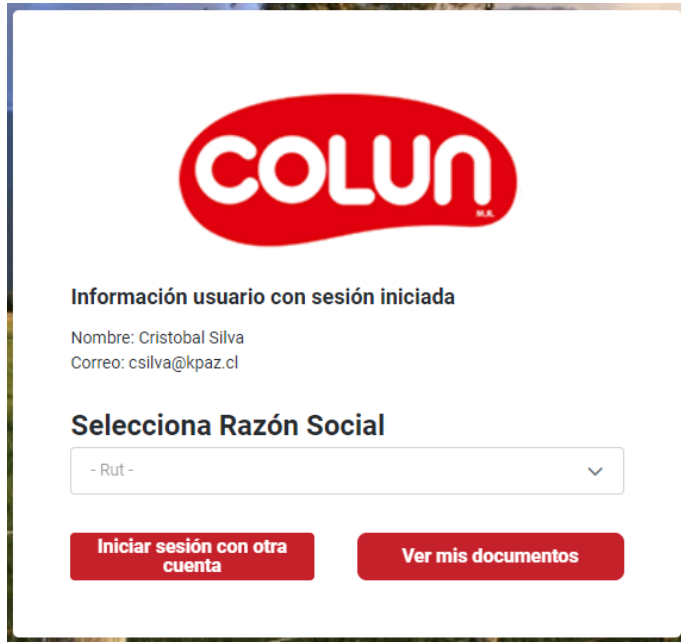 COLUN
M.R.
Información usuario con sesión iniciada
Nombre: Cristobal Silva
Correo: csilva@kpaz.cl
Selecciona Razón Social
- Rut -
Iniciar sesión con otra
cuenta
Ver mis documentos